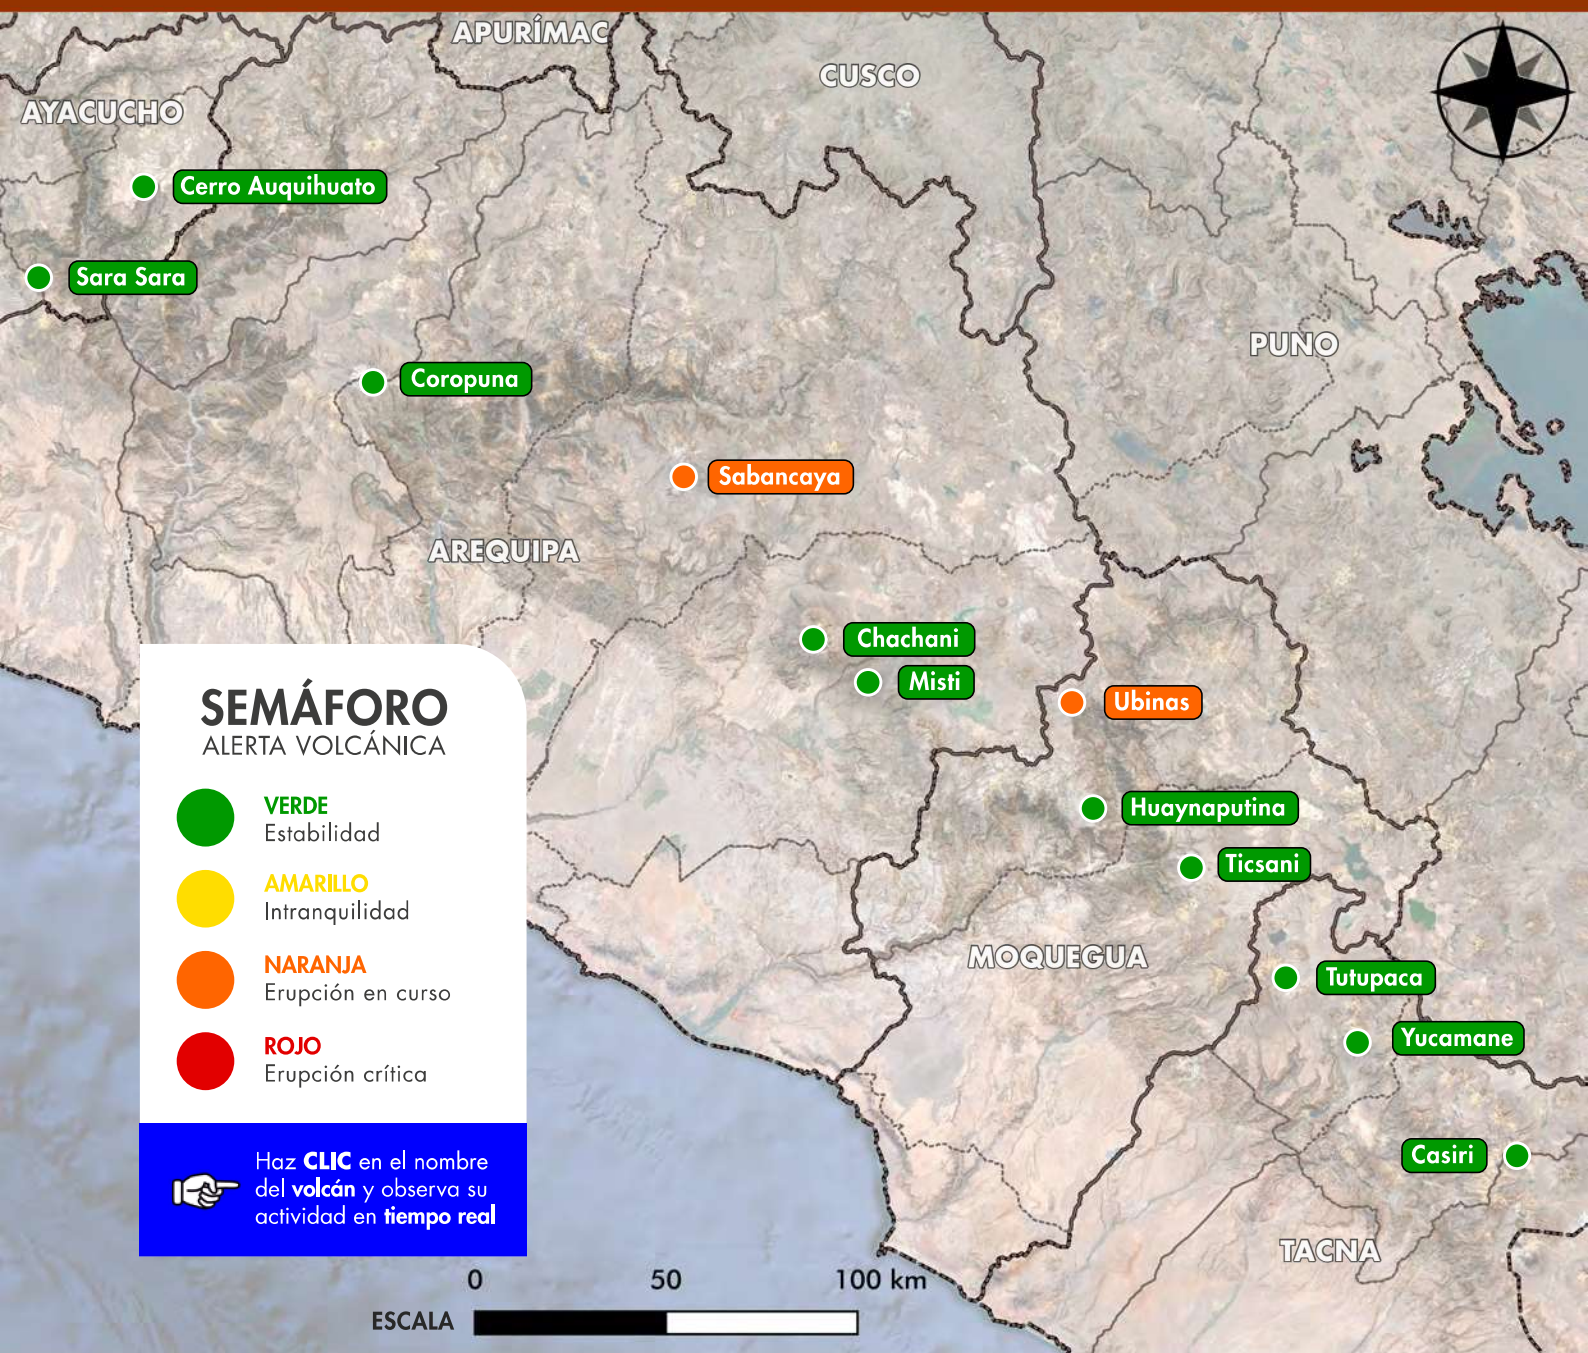 APURÍMAC
CUSCO
AYACUCHO
Cerro Auquihuato
Sara Sara
PUNO
Coropuna
Sabancaya
AREQUIPA
Chachani
Misti
Ubinas
Huaynaputina
Ticsani
MOQUEGUA
Tutupaca
Yucamane
Casiri
TACNA
SEMÁFORO
ALERTA VOLCÁNICA
VERDE
Estabilidad
AMARILLO
Intranquilidad
NARANJA
Erupción en curso
ROJO
Erupción crítica
Haz CLIC en el nombre
del volcán y observa su
actividad en tiempo real
0 50 100 km
ESCALA